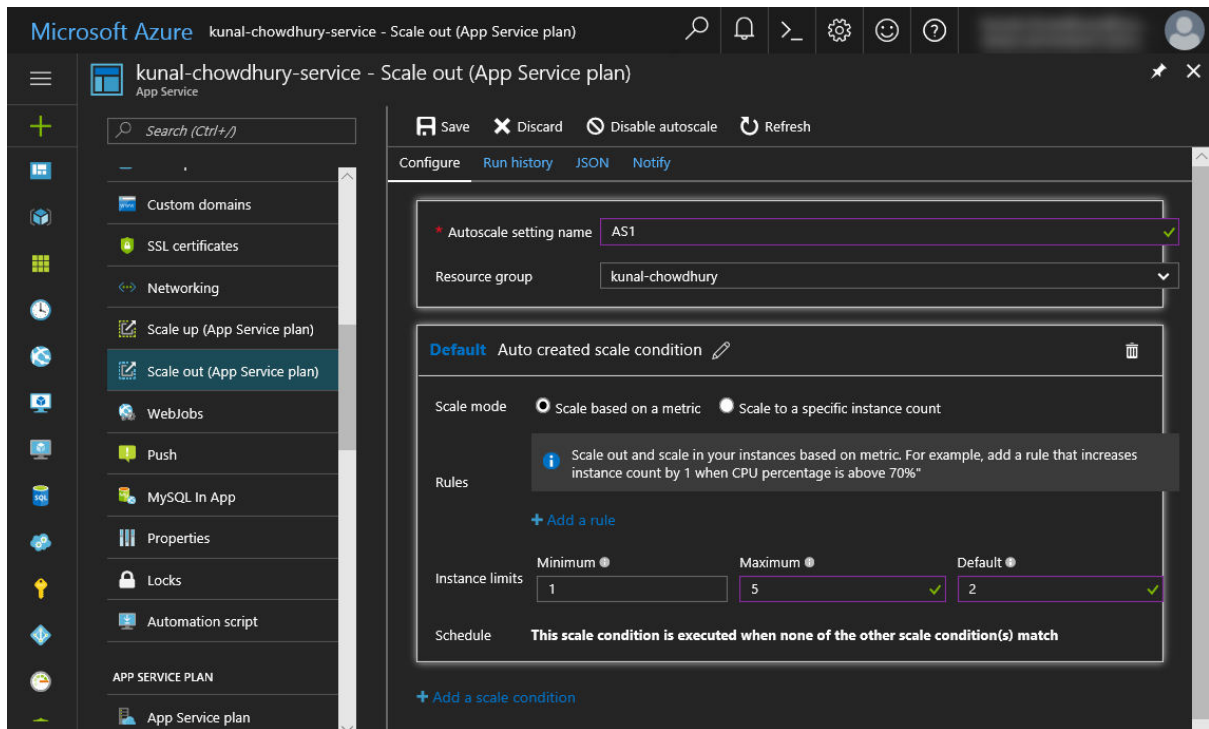 Microsoft Azure kunal-chowdhury-service - Scale out (App Service plan)
kunal-chowdhury-service - Scale out (App Service plan)
App Service
Search (Ctrl+/)
Custom domains
SSL certificates
Networking
Scale up (App Service plan)
Scale out (App Service plan)
WebJobs
Push
MySQL In App
Properties
Locks
Automation script
APP SERVICE PLAN
App Service plan
Save Discard Disable autoscale Refresh
Configure Run history JSON Notify
* Autoscale setting name AS1
Resource group kunal-chowdhury
Default Auto created scale condition
Scale mode Scale based on a metric Scale to a specific instance count
Rules
Scale out and scale in your instances based on metric. For example, add a rule that increases
instance count by 1 when CPU percentage is above 70%"
+ Add a rule
Instance limits
Minimum Maximum Default
1 5 2
Schedule This scale condition is executed when none of the other scale condition(s) match
+ Add a scale condition